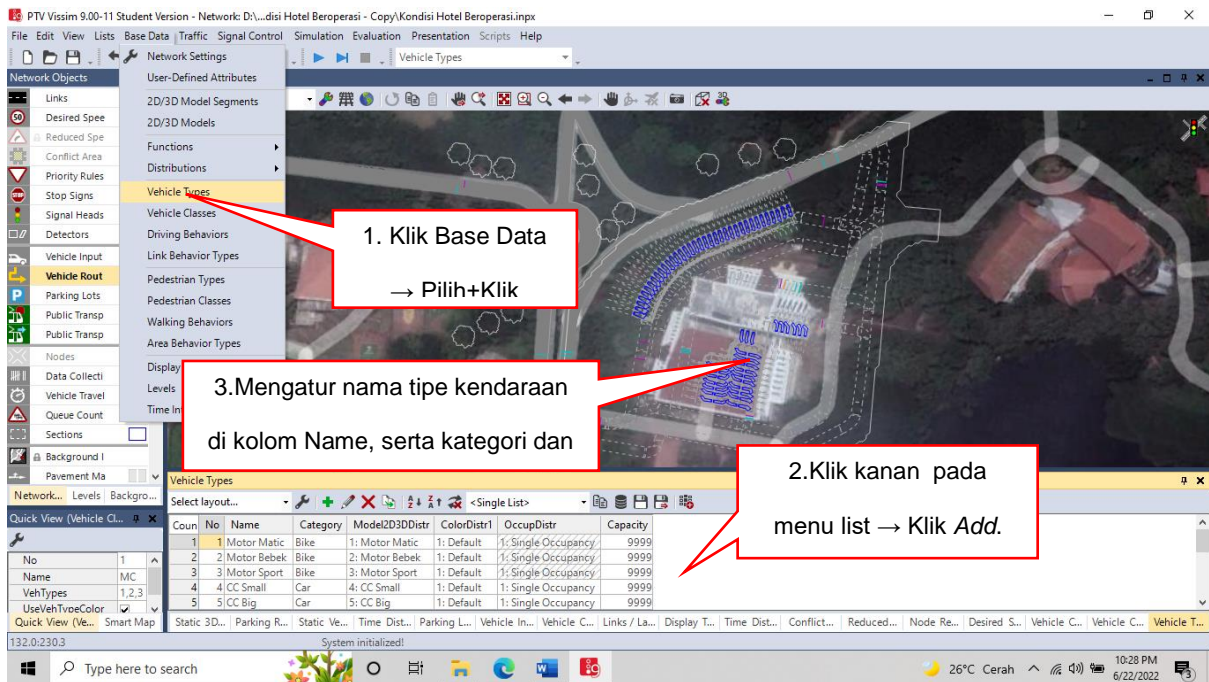 PTV Vissim 9.00-11 Student Version - Network: D:\...disi Hotel Beroperasi - Copy\Kondisi Hotel Beroperasi.inpx
File Edit View Lists Base Data Traffic Signal Control Simulation Evaluation Presentation Scripts Help
Vehicle Types
Network Objects
Links
Desired Spee
Reduced Spe
Conflict Area
Priority Rules
Stop Signs
Signal Heads
Detectors
Vehicle Input
Vehicle Rout
Parking Lots
Public Transp
Public Transp
Nodes
Data Collecti
Vehicle Travel
Queue Count
Sections
Background I
Pavement Ma
Network... Levels Backgro...
Network Settings
User-Defined Attributes
2D/3D Model Segments
2D/3D Models
Functions
Distributions
Vehicle Types
Vehicle Classes
Driving Behaviors
Link Behavior Types
Pedestrian Types
Pedestrian Classes
Walking Behaviors
Area Behavior Types
Display
Levels
Time In
1. Klik Base Data
→ Pilih+Klik
3.Mengatur nama tipe kendaraan
di kolom Name, serta kategori dan
2.Klik kanan pada
menu list → Klik Add.
Vehicle Types
Select layout... <Single List>
Coun No Name Category Model2D3DDistr ColorDistr1 OccupDistr Capacity
1 1 Motor Matic Bike 1: Motor Matic 1: Default 1: Single Occupancy 9999
2 2 Motor Bebek Bike 2: Motor Bebek 1: Default 1: Single Occupancy 9999
3 3 Motor Sport Bike 3: Motor Sport 1: Default 1: Single Occupancy 9999
4 4 CC Small Car 4: CC Small 1: Default 1: Single Occupancy 9999
5 5 CC Big Car 5: CC Big 1: Default 1: Single Occupancy 9999
Quick View (Vehicle Cl...
No 1
Name MC
VehTypes 1,2,3
UseVehTypeColor
Quick View (Ve... Smart Map
Static 3D... Parking R... Static Ve... Time Dist... Parking L... Vehicle In... Vehicle C... Links / La... Display T... Time Dist... Conflict... Reduced... Node Re... Desired S... Vehicle C... Vehicle C... Vehicle T...
132.0:230.3 System initialized!
Type here to search
26°C Cerah
10:28 PM
6/22/2022